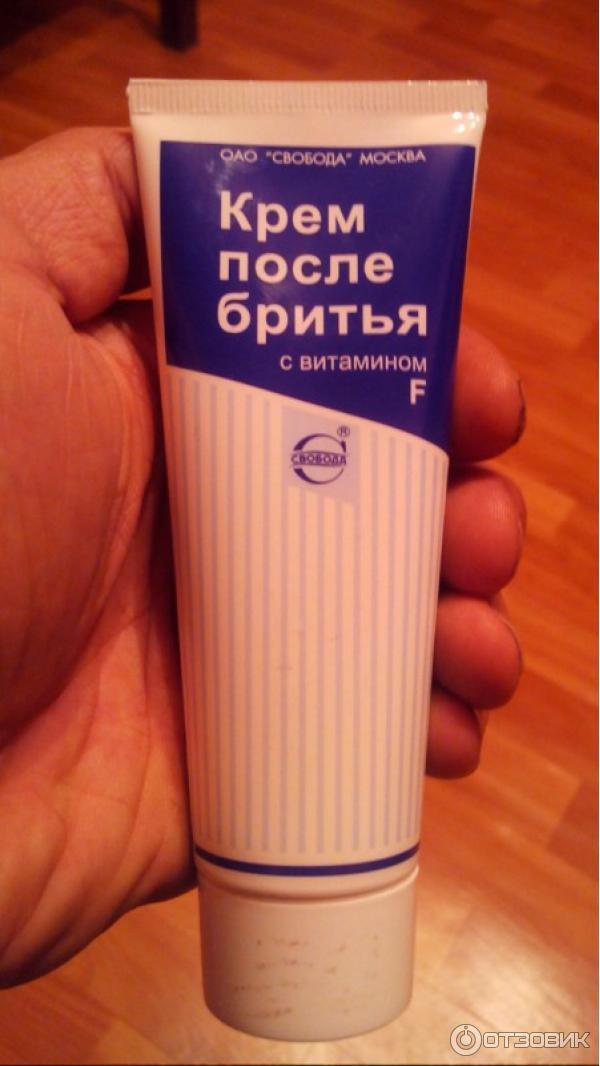 ОАО "СВОБОДА" МОСКВА
Крем
после
бритья
с витамином
F
®
СВОБОДА
ОТЗОВИК